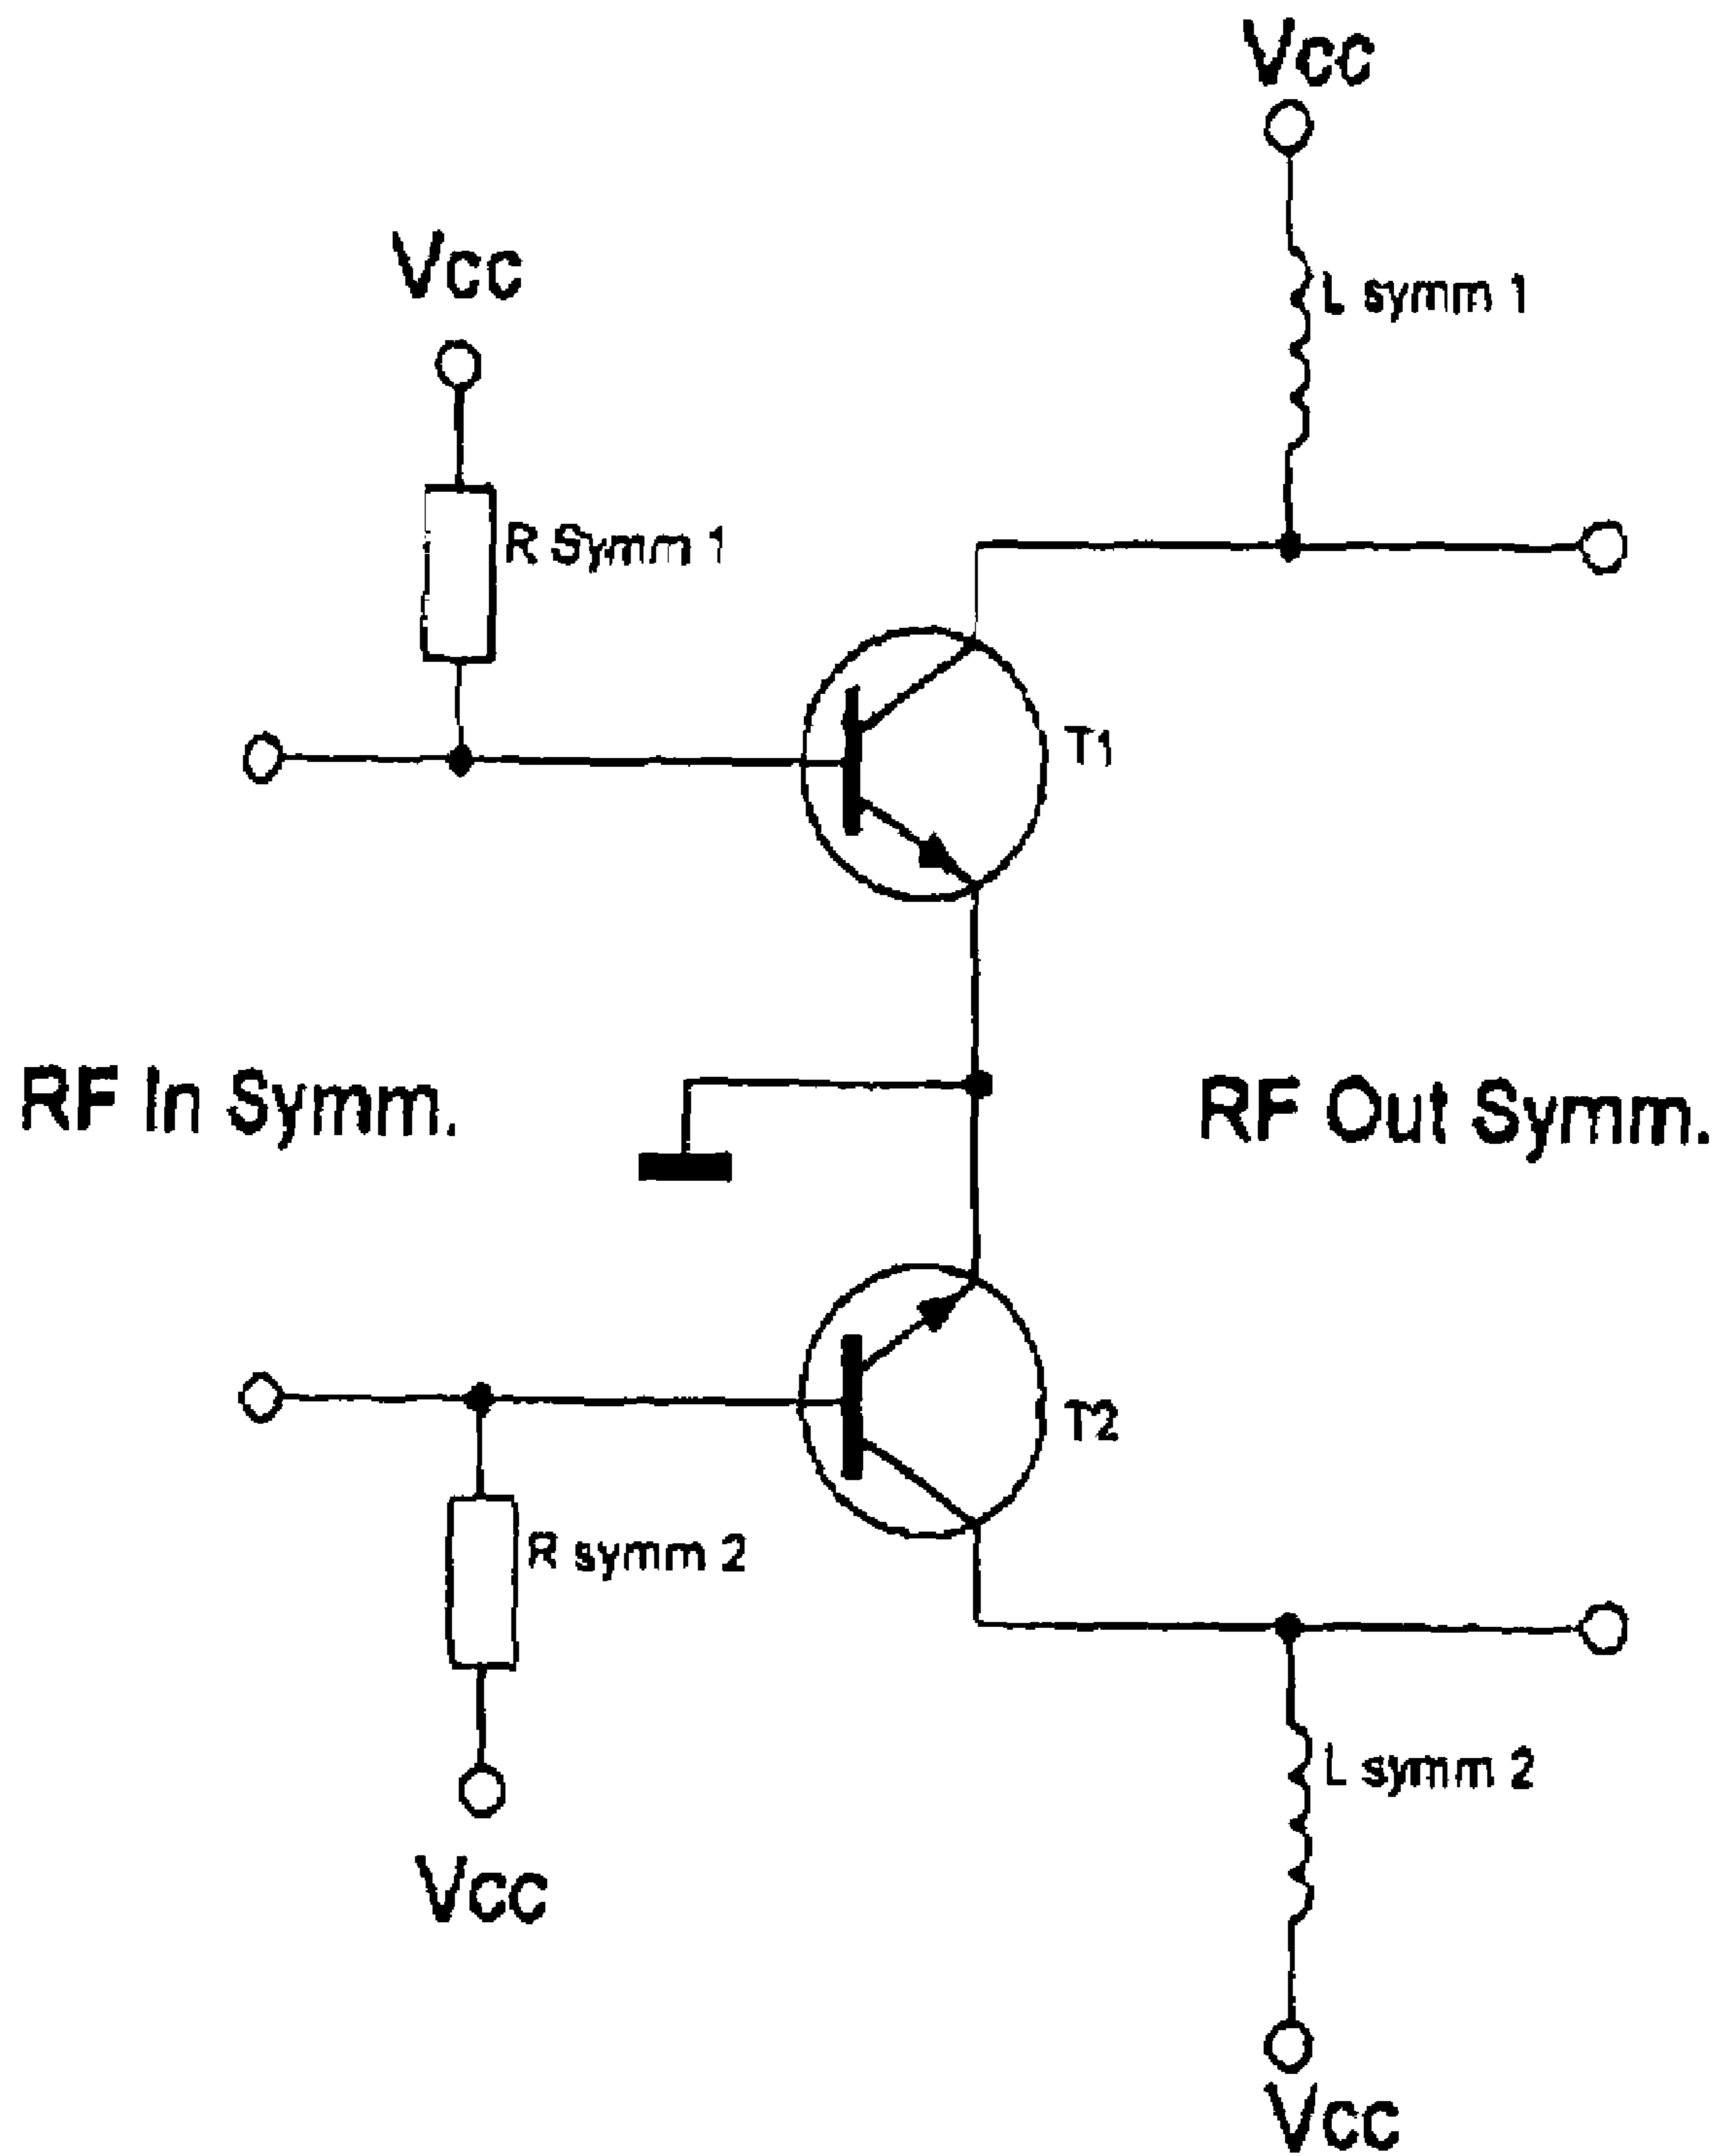 Vcc
Vcc
L symm 1
R Symm 1
T1
RF In Symm.
RF Out Symm.
T2
R symm 2
L symm 2
Vcc
Vcc